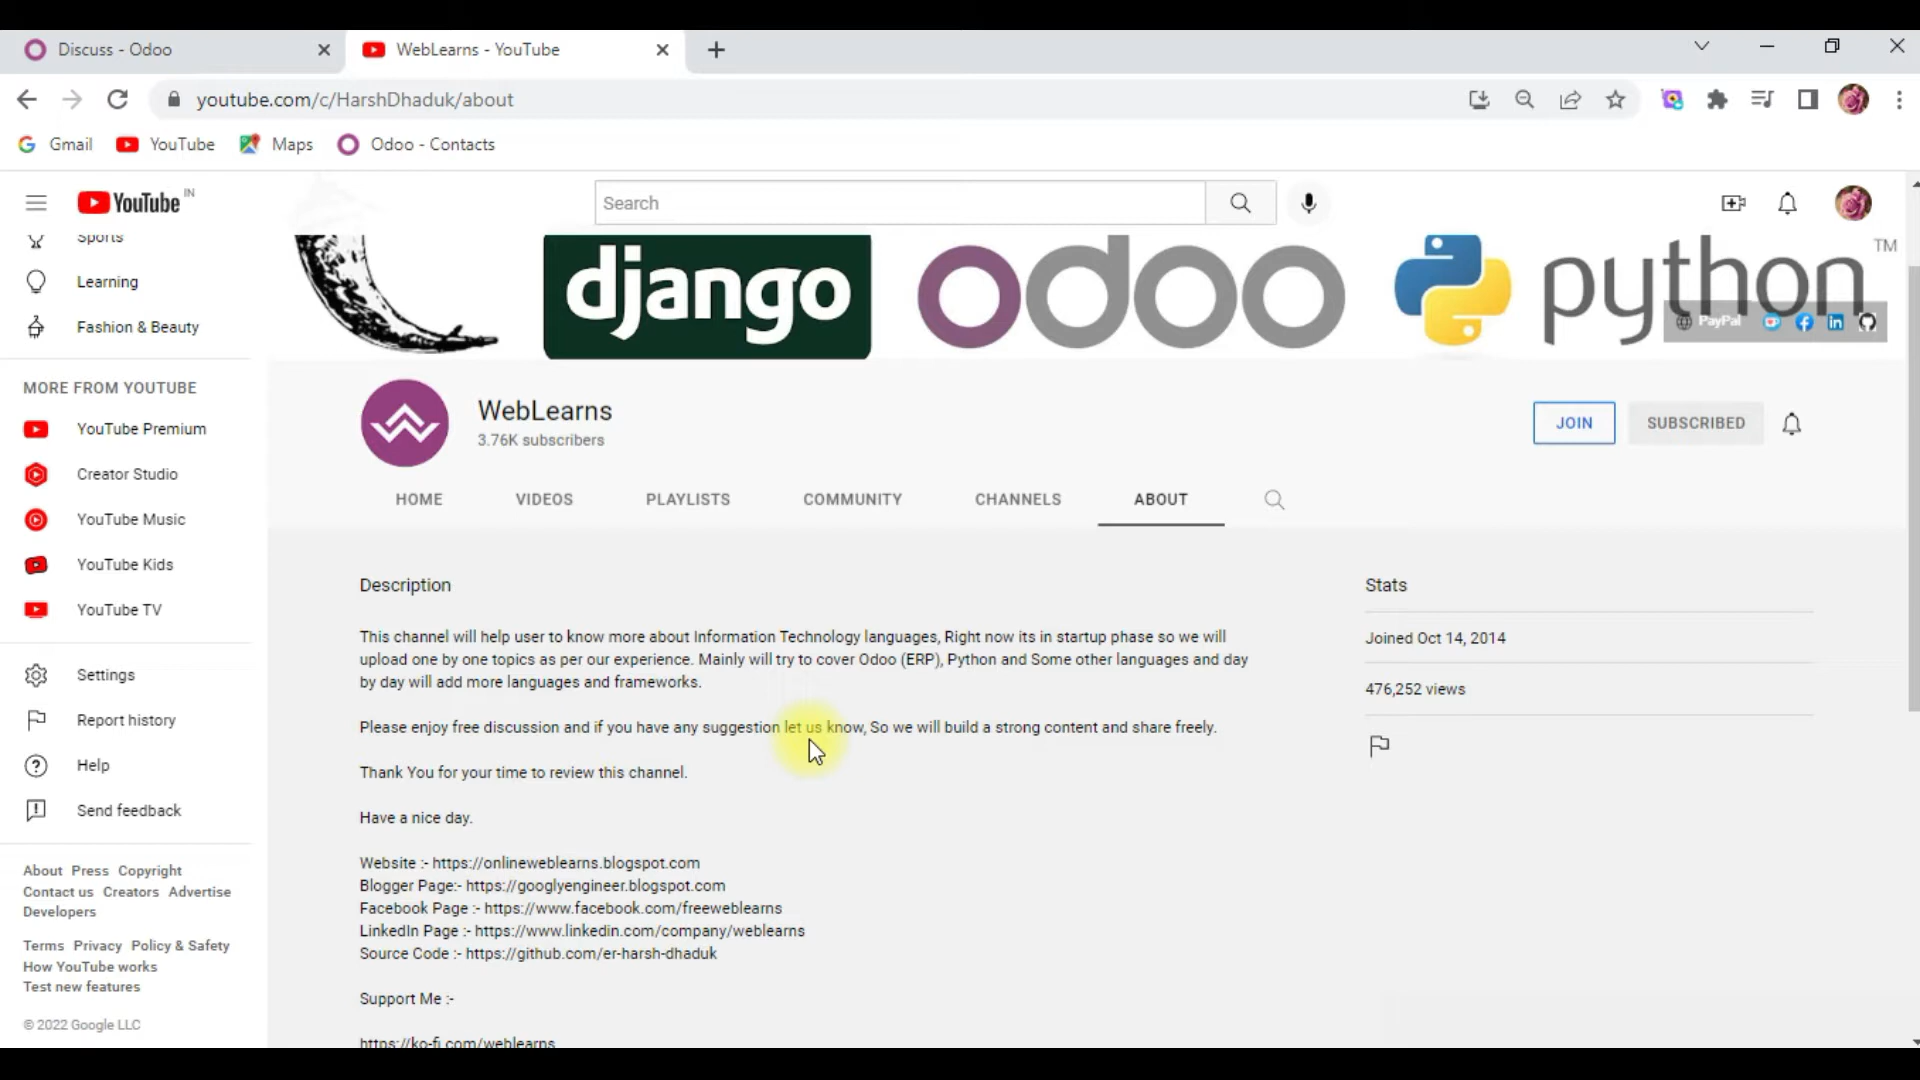 Discuss - Odoo
WebLearns - YouTube
youtube.com/c/HarshDhaduk/about
Gmail
YouTube
Maps
Odoo - Contacts
YouTube IN
Search
Sports
Learning
Fashion & Beauty
MORE FROM YOUTUBE
YouTube Premium
Creator Studio
YouTube Music
YouTube Kids
YouTube TV
Settings
Report history
Help
Send feedback
About Press Copyright
Contact us Creators Advertise
Developers
Terms Privacy Policy & Safety
How YouTube works
Test new features
© 2022 Google LLC
django
odoo
python TM
PayPal
WebLearns
3.76K subscribers
JOIN
SUBSCRIBED
HOME
VIDEOS
PLAYLISTS
COMMUNITY
CHANNELS
ABOUT
Description
This channel will help user to know more about Information Technology languages, Right now its in startup phase so we will
upload one by one topics as per our experience. Mainly will try to cover Odoo (ERP), Python and Some other languages and day
by day will add more languages and frameworks.
Please enjoy free discussion and if you have any suggestion let us know, So we will build a strong content and share freely.
Thank You for your time to review this channel.
Have a nice day.
Website :- https://onlineweblearns.blogspot.com
Blogger Page:- https://googlyengineer.blogspot.com
Facebook Page :- https://www.facebook.com/freeweblearns
LinkedIn Page :- https://www.linkedin.com/company/weblearns
Source Code :- https://github.com/er-harsh-dhaduk
Support Me :-
https://ko-fi.com/weblearns
Stats
Joined Oct 14, 2014
476,252 views